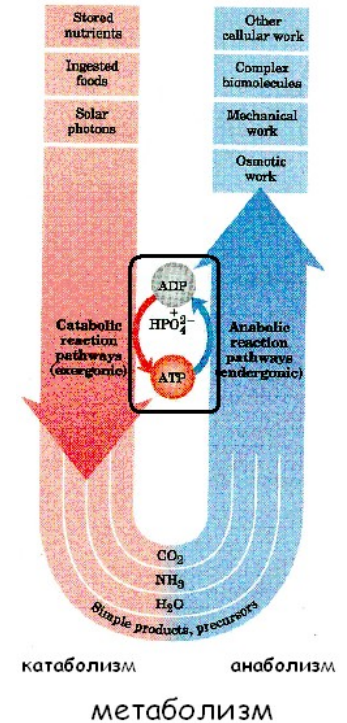 Stored
nutrients
Ingested
foods
Solar
photons
Other
cellular work
Complex
biomolecules
Mechanical
work
Osmotic
work
ADP
+
HPO₄²⁻
ATP
Catabolic
reaction
pathways
(exergonic)
Anabolic
reaction
pathways
(endergonic)
CO₂
NH₃
H₂O
Simple products, precursors
катаболизм
анаболизм
метаболизм